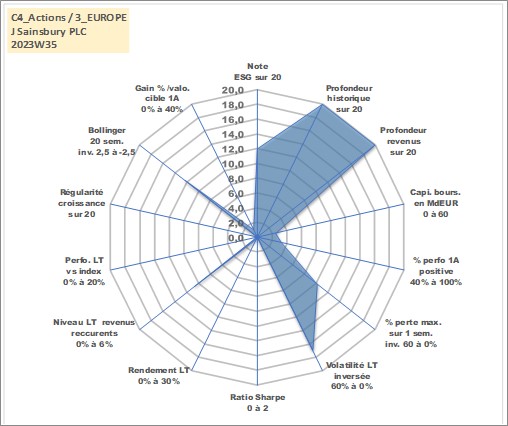 C4_Actions / 3_EUROPE
J Sainsbury PLC
2023W35
Note
ESG sur 20
Profondeur
historique
sur 20
Profondeur
revenus
sur 20
Capi. bours.
en MdEUR
0 à 60
% perfo 1A
positive
40% à 100%
% perte max.
sur 1 sem.
inv. 60 à 0%
Volatilité LT
inversée
60% à 0%
Ratio Sharpe
0 à 2
Rendement LT
0% à 30%
Niveau LT revenus
reccurents
0% à 6%
Perfo. LT
vs index
0% à 20%
Régularité
croissance
sur 20
Bollinger
20 sem.
inv. 2,5 à -2,5
Gain % /valo.
cible 1A
0% à 40%
20,0
18,0
16,0
14,0
12,0
10,0
8,0
6,0
4,0
2,0
0,0